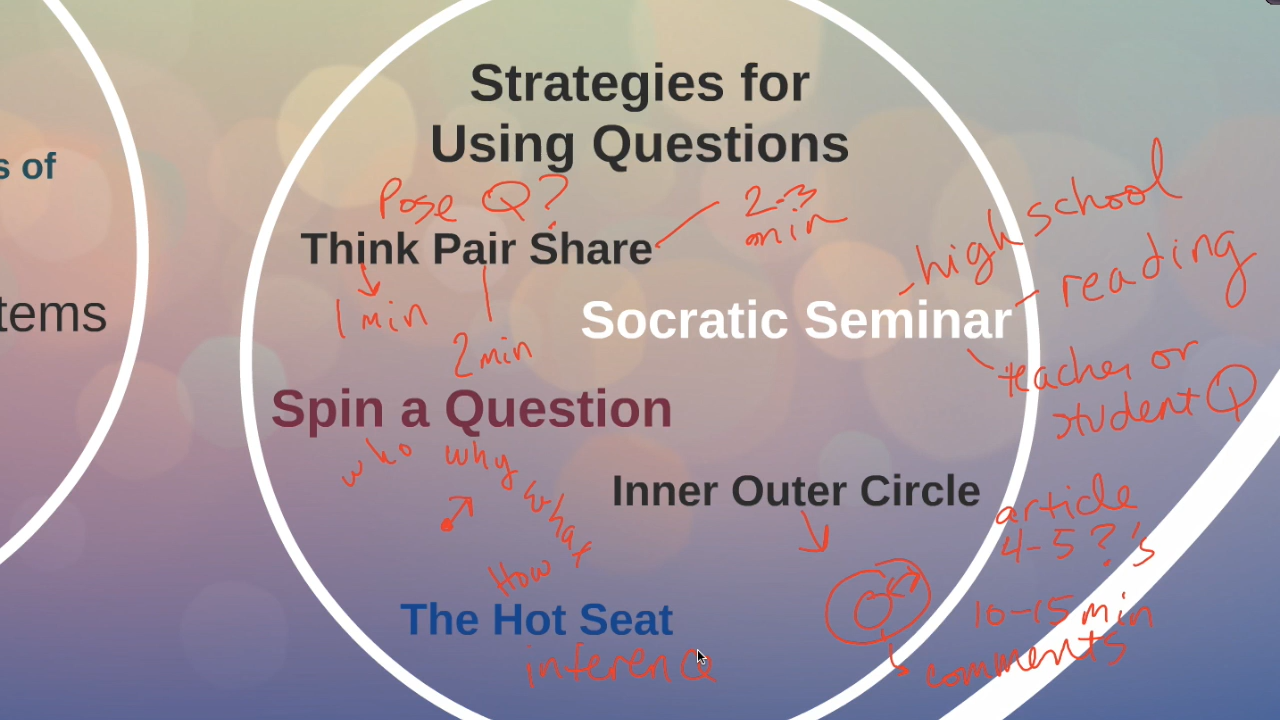 Strategies for
Using Questions
Pose Q?
Think Pair Share
2-3
min
1 min
2 min
high school
Socratic Seminar
reading
teacher or
student Q
s of
tems
Spin a Question
who why what
How
Inner Outer Circle
article
4-5 ?'s
10-15 min
comments
The Hot Seat
inferen Q